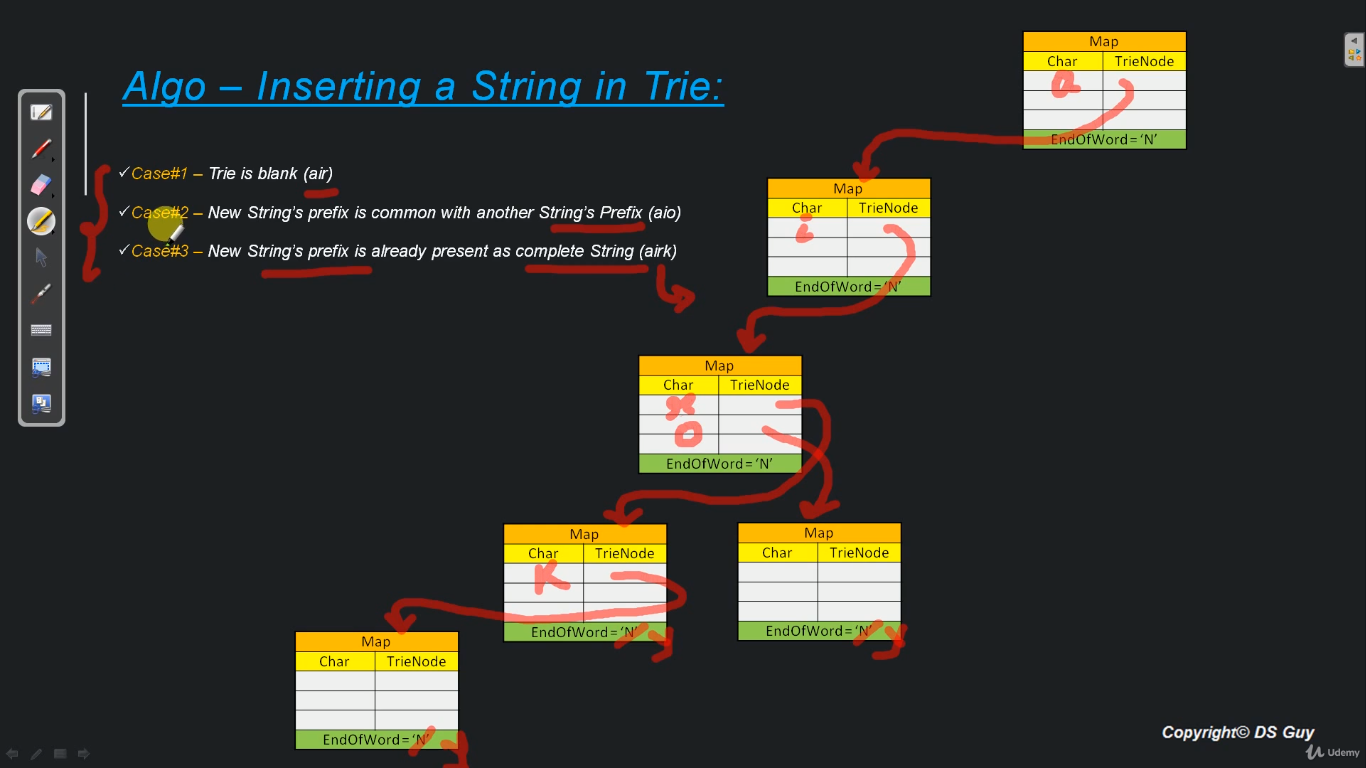 Algo – Inserting a String in Trie:
✓Case#1 – Trie is blank (air)
✓Case#2 – New String's prefix is common with another String's Prefix (aio)
✓Case#3 – New String's prefix is already present as complete String (airk)
Map
Char TrieNode
a
EndOfWord = 'N'
Map
Char TrieNode
i
EndOfWord = 'N'
Map
Char TrieNode
r
o
EndOfWord = 'N'
Map
Char TrieNode
K
EndOfWord = 'N' y
Map
Char TrieNode
EndOfWord = 'N' y
Map
Char TrieNode
EndOfWord = 'N' y
Copyright© DS Guy
Udemy